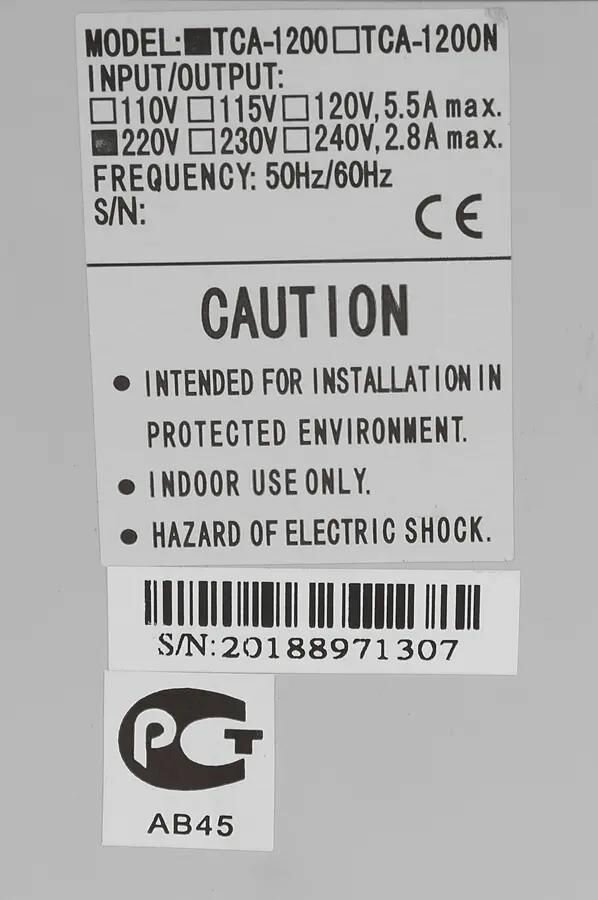 MODEL:■TCA-1200□TCA-1200N
INPUT/OUTPUT:
□110V□115V□120V,5.5A max.
■220V□230V□240V,2.8A max.
FREQUENCY: 50Hz/60Hz
S/N:
CE
CAUTION
● INTENDED FOR INSTALLATION IN
PROTECTED ENVIRONMENT.
● INDOOR USE ONLY.
● HAZARD OF ELECTRIC SHOCK.
S/N:20188971307
РСТ
АВ45